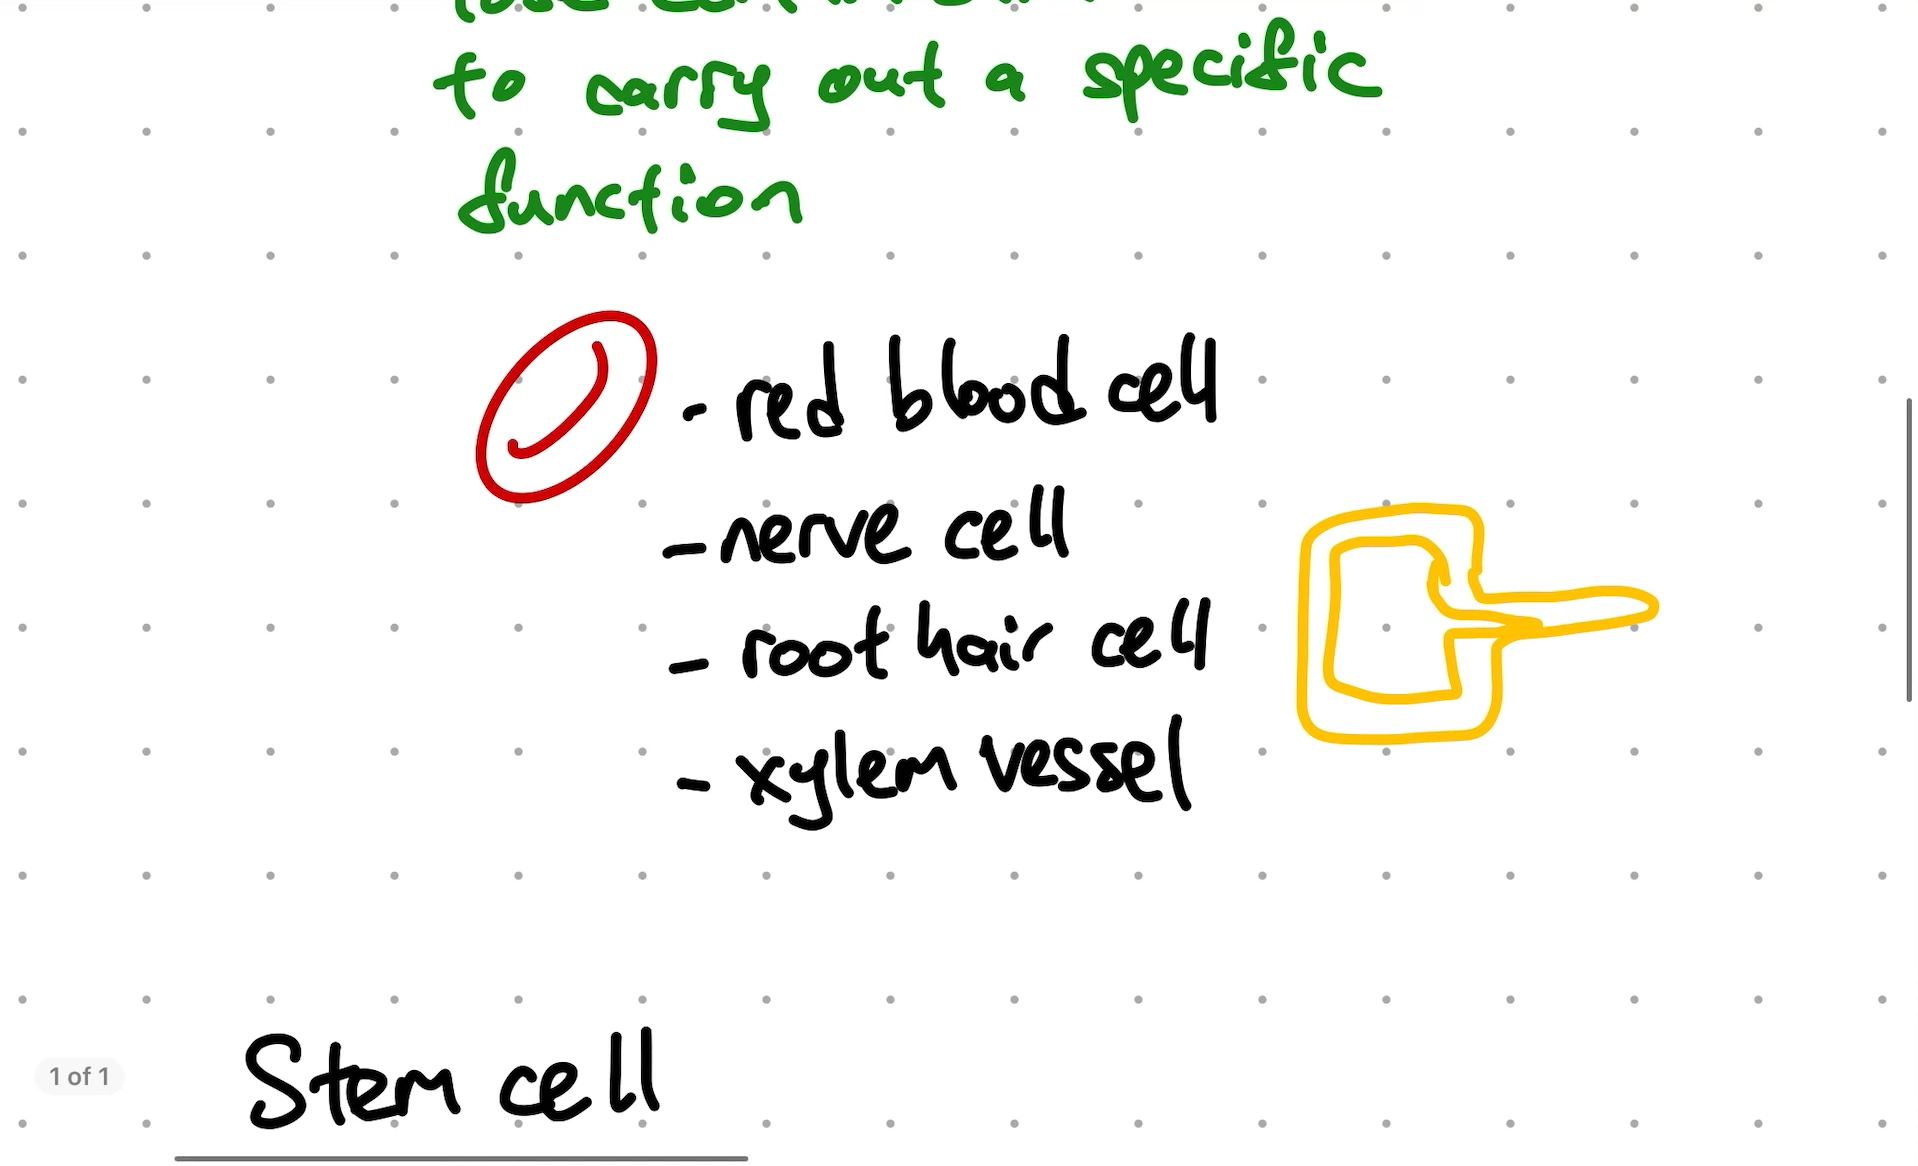 to carry out a specific
function
- red blood cell
- nerve cell
- root hair cell
- xylem vessel
1 of 1
Stem cell